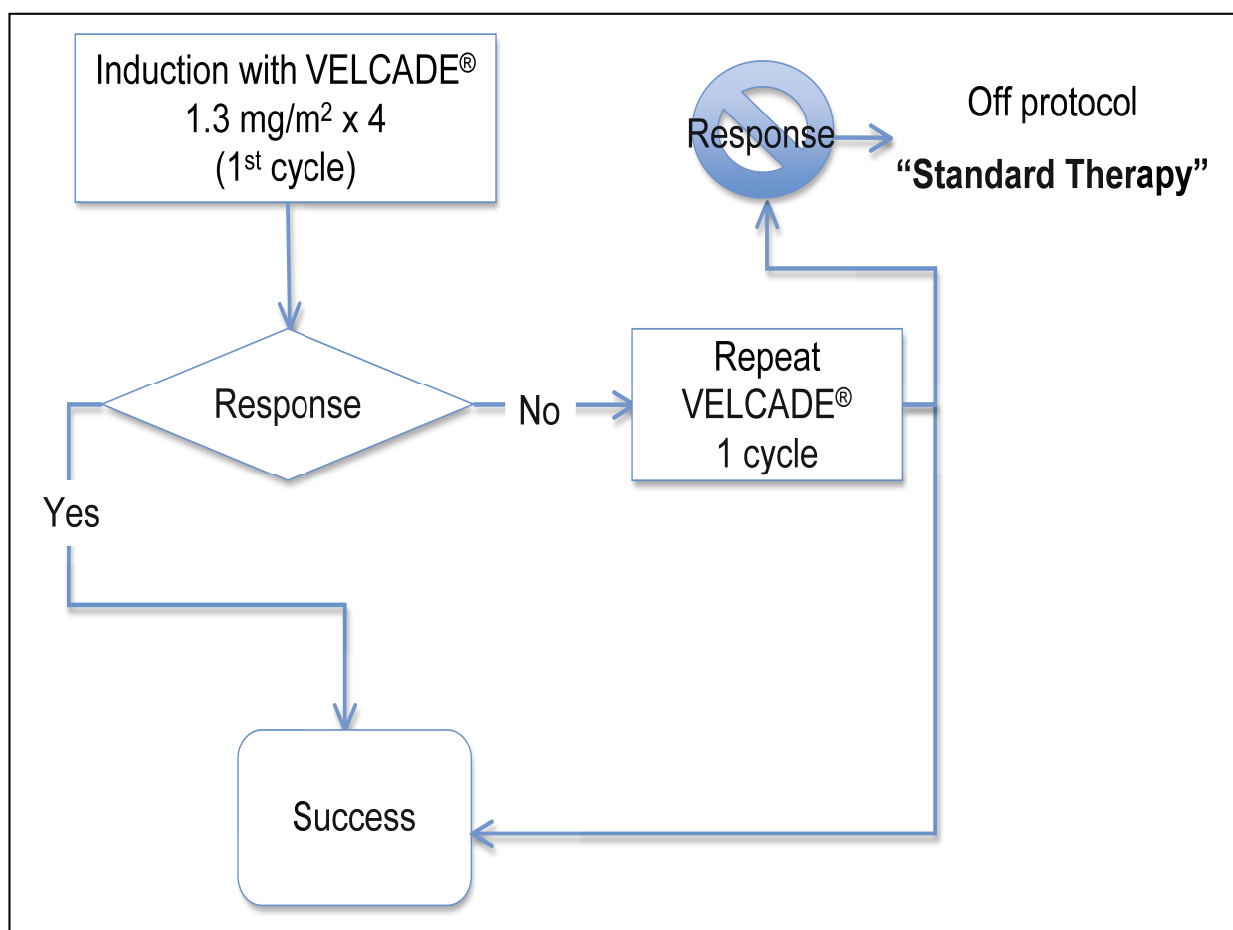 Induction with VELCADE®
1.3 mg/m² x 4
(1st cycle)
Response
Off protocol
“Standard Therapy”
Response
No
Repeat
VELCADE®
1 cycle
Yes
Success